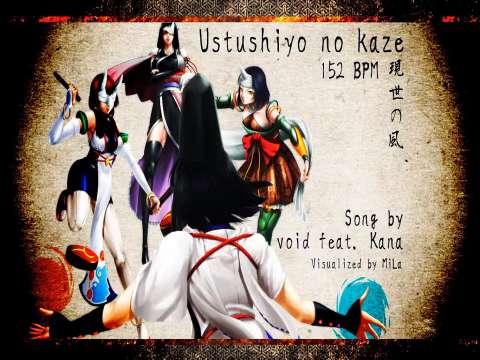 Ustushiyo no kaze
152 BPM
現世の風
Song by
void feat. Kana
Visualized by MiLa